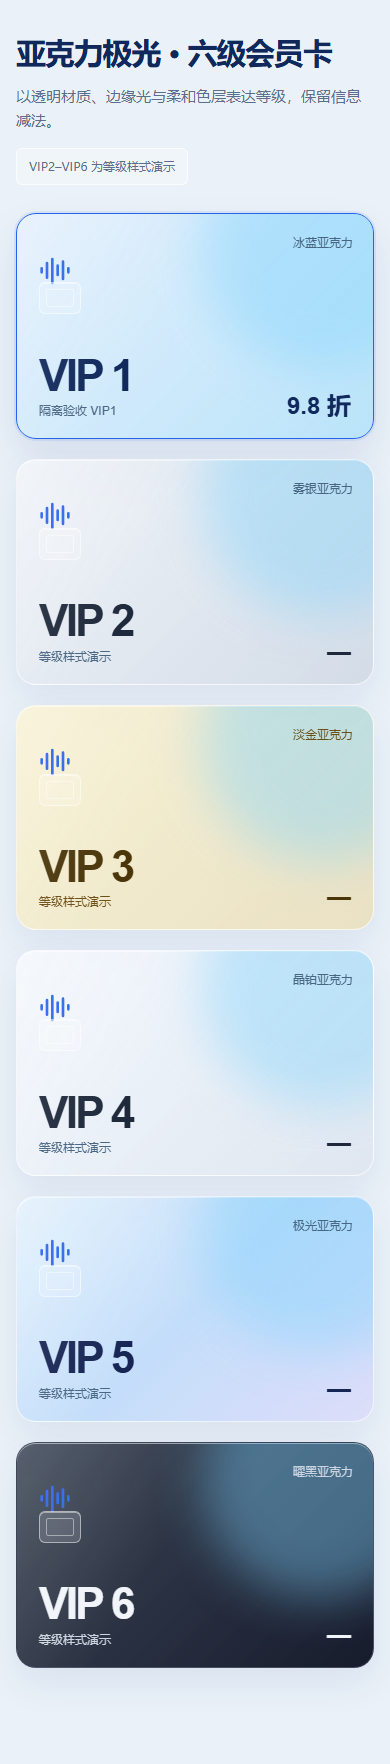 亚克力极光 · 六级会员卡
以透明材质、边缘光与柔和色层表达等级，保留信息
减法。
VIP2–VIP6 为等级样式演示
冰蓝亚克力
VIP 1
隔离验收 VIP1
9.8 折
雾银亚克力
VIP 2
等级样式演示
—
淡金亚克力
VIP 3
等级样式演示
—
晶铂亚克力
VIP 4
等级样式演示
—
极光亚克力
VIP 5
等级样式演示
—
曜黑亚克力
VIP 6
等级样式演示
—